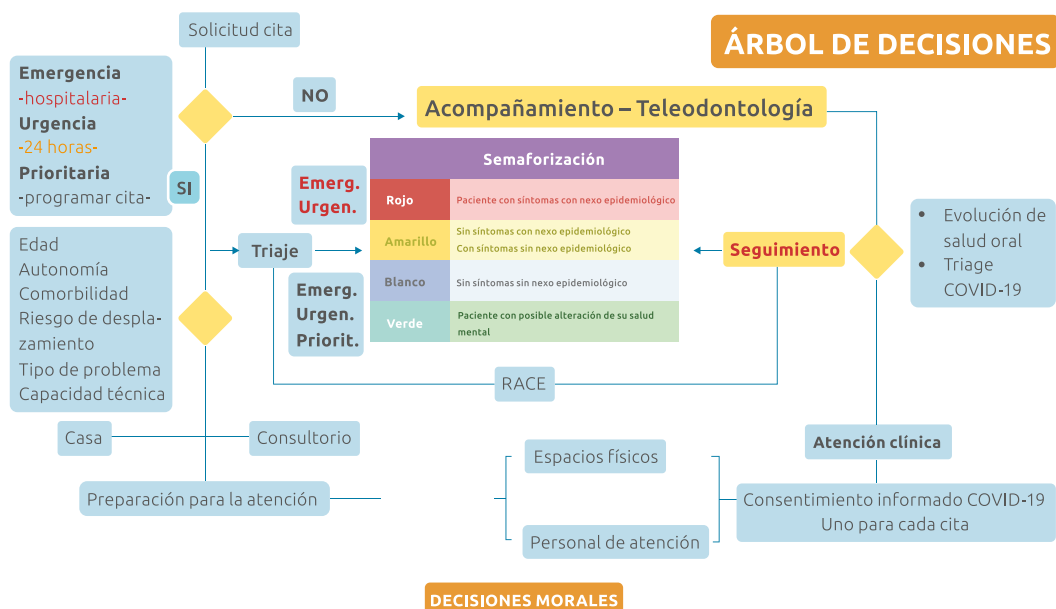 Solicitud cita
ÁRBOL DE DECISIONES
Emergencia
-hospitalaria-
Urgencia
-24 horas-
Prioritaria
-programar cita-
NO
SI
Acompañamiento – Teleodontología
Semaforización
Rojo
Paciente con síntomas con nexo epidemiológico
Amarillo
Sin síntomas con nexo epidemiológico
Con síntomas sin nexo epidemiológico
Blanco
Sin síntomas sin nexo epidemiológico
Verde
Paciente con posible alteración de su salud
mental
Emerg.
Urgen.
Triaje
Emerg.
Urgen.
Priorit.
Seguimiento
• Evolución de
salud oral
• Triage
COVID-19
Edad
Autonomía
Comorbilidad
Riesgo de despla-
zamiento
Tipo de problema
Capacidad técnica
RACE
Casa
Consultorio
Atención clínica
Preparación para la atención
Espacios físicos
Personal de atención
Consentimiento informado COVID-19
Uno para cada cita
DECISIONES MORALES